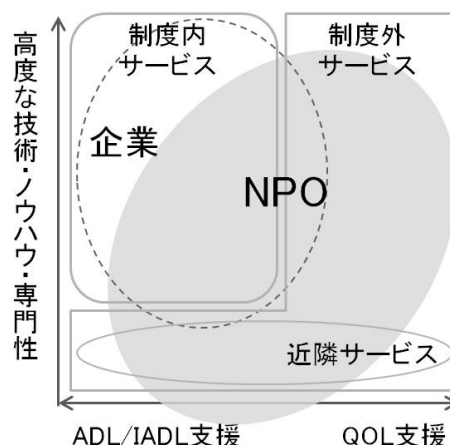 制度内
サービス
制度外
サービス
企業
NPO
近隣サービス
高度な技術・ノウハウ・専門性
ADL/IADL支援
QOL支援